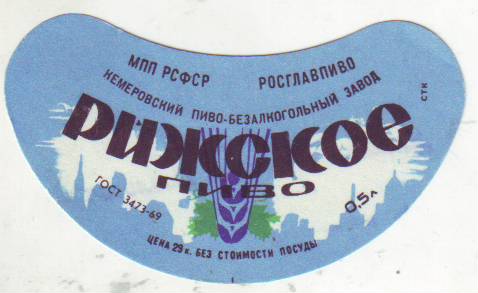 МПП РСФСР РОСГЛАВПИВО
КЕМЕРОВСКИЙ ПИВО-БЕЗАЛКОГОЛЬНЫЙ ЗАВОД
СТК
РИЖСКОЕ
ПИВО
ГОСТ 3473-69
0,5л
ЦЕНА 29к. БЕЗ СТОИМОСТИ ПОСУДЫ